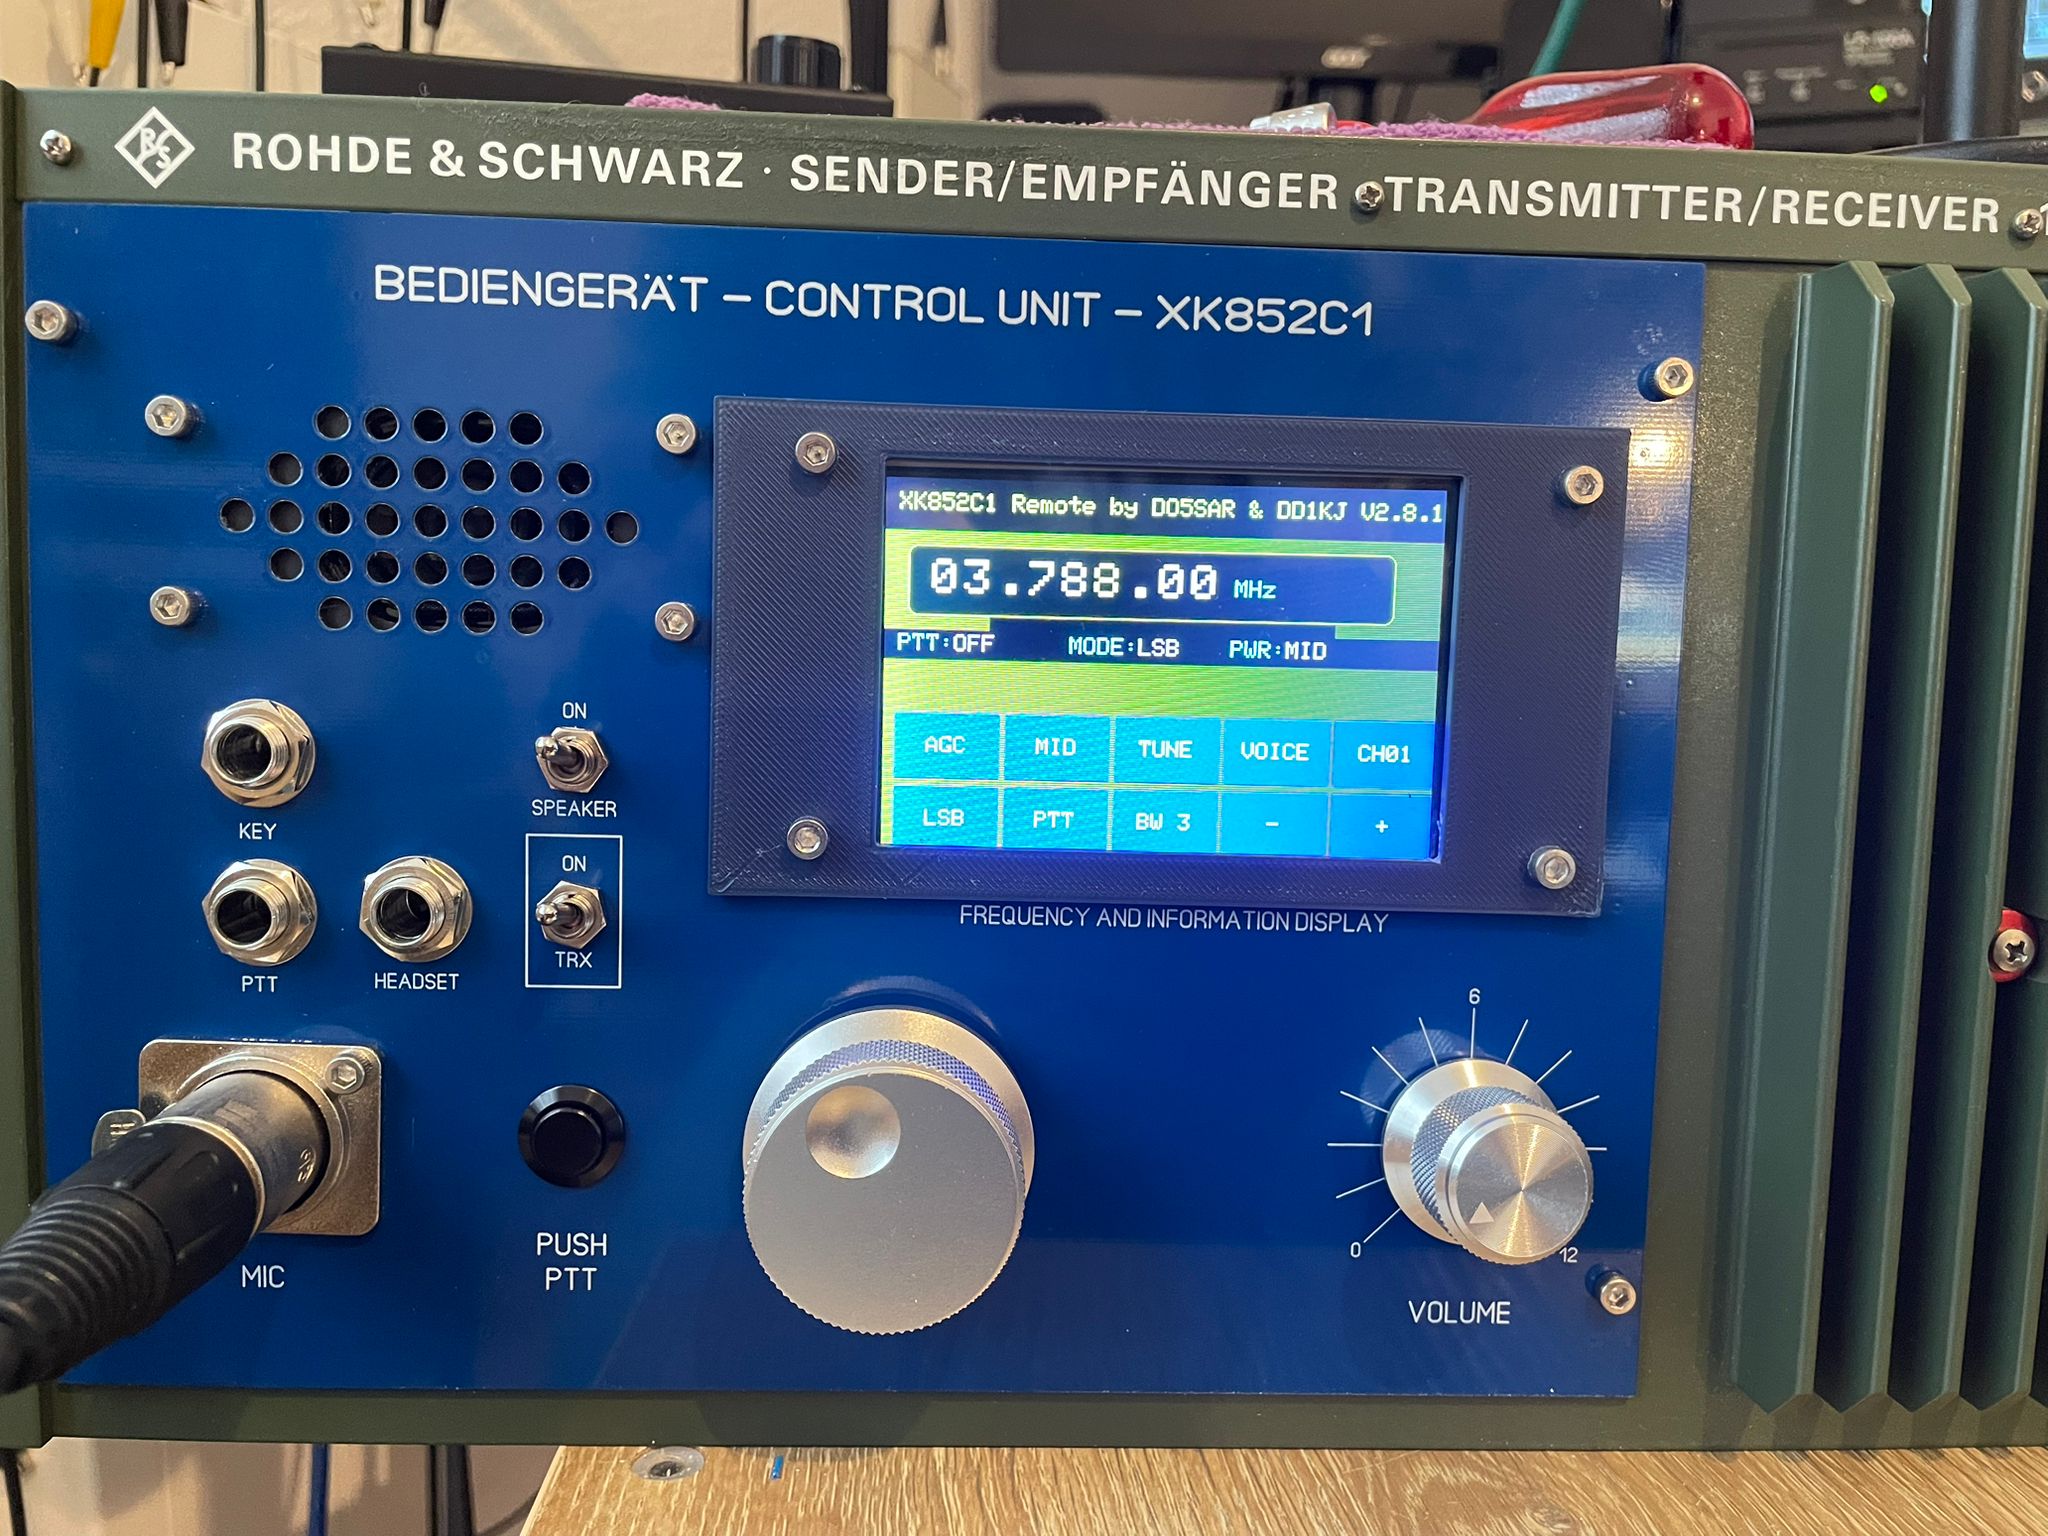 R&S
ROHDE & SCHWARZ · SENDER/EMPFÄNGER TRANSMITTER/RECEIVER
BEDIENGERÄT – CONTROL UNIT – XK852C1
XK852C1 Remote by DO5SAR & DD1KJ V2.8.1
03.788.00 MHz
PTT:OFF MODE:LSB PWR:MID
AGC MID TUNE VOICE CH01
LSB PTT BW 3 - +
FREQUENCY AND INFORMATION DISPLAY
ON
SPEAKER
KEY
ON
TRX
PTT
HEADSET
MIC
PUSH
PTT
6
0
12
VOLUME